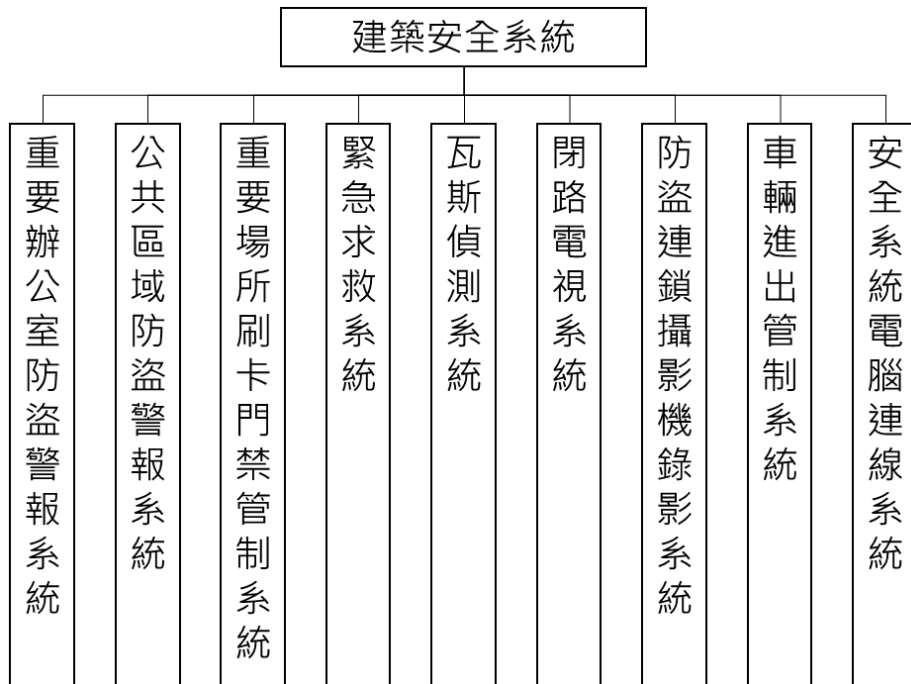 建築安全系統
重要辦公室防盜警報系統
公共區域防盜警報系統
重要場所刷卡門禁管制系統
緊急求救系統
瓦斯偵測系統
閉路電視系統
防盜連鎖攝影機錄影系統
車輛進出管制系統
安全系統電腦連線系統